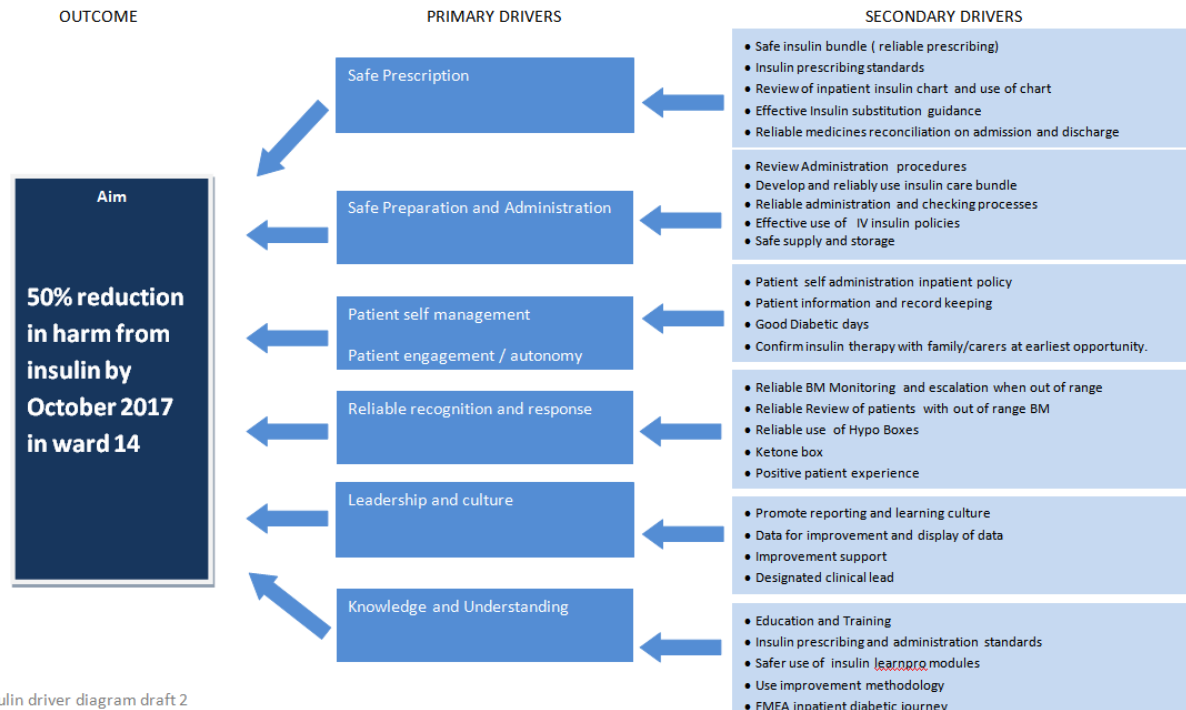 OUTCOME
PRIMARY DRIVERS
SECONDARY DRIVERS
Aim
50% reduction
in harm from
insulin by
October 2017
in ward 14
Safe Prescription
Safe Preparation and Administration
Patient self management
Patient engagement / autonomy
Reliable recognition and response
Leadership and culture
Knowledge and Understanding
• Safe insulin bundle ( reliable prescribing)
• Insulin prescribing standards
• Review of inpatient insulin chart and use of chart
• Effective Insulin substitution guidance
• Reliable medicines reconciliation on admission and discharge
• Review Administration procedures
• Develop and reliably use insulin care bundle
• Reliable administration and checking processes
• Effective use of IV insulin policies
• Safe supply and storage
• Patient self administration inpatient policy
• Patient information and record keeping
• Good Diabetic days
• Confirm insulin therapy with family/carers at earliest opportunity.
• Reliable BM Monitoring and escalation when out of range
• Reliable Review of patients with out of range BM
• Reliable use of Hypo Boxes
• Ketone box
• Positive patient experience
• Promote reporting and learning culture
• Data for improvement and display of data
• Improvement support
• Designated clinical lead
• Education and Training
• Insulin prescribing and administration standards
• Safer use of insulin learnpro modules
• Use improvement methodology
• FMEA inpatient diabetic journey
ulin driver diagram draft 2